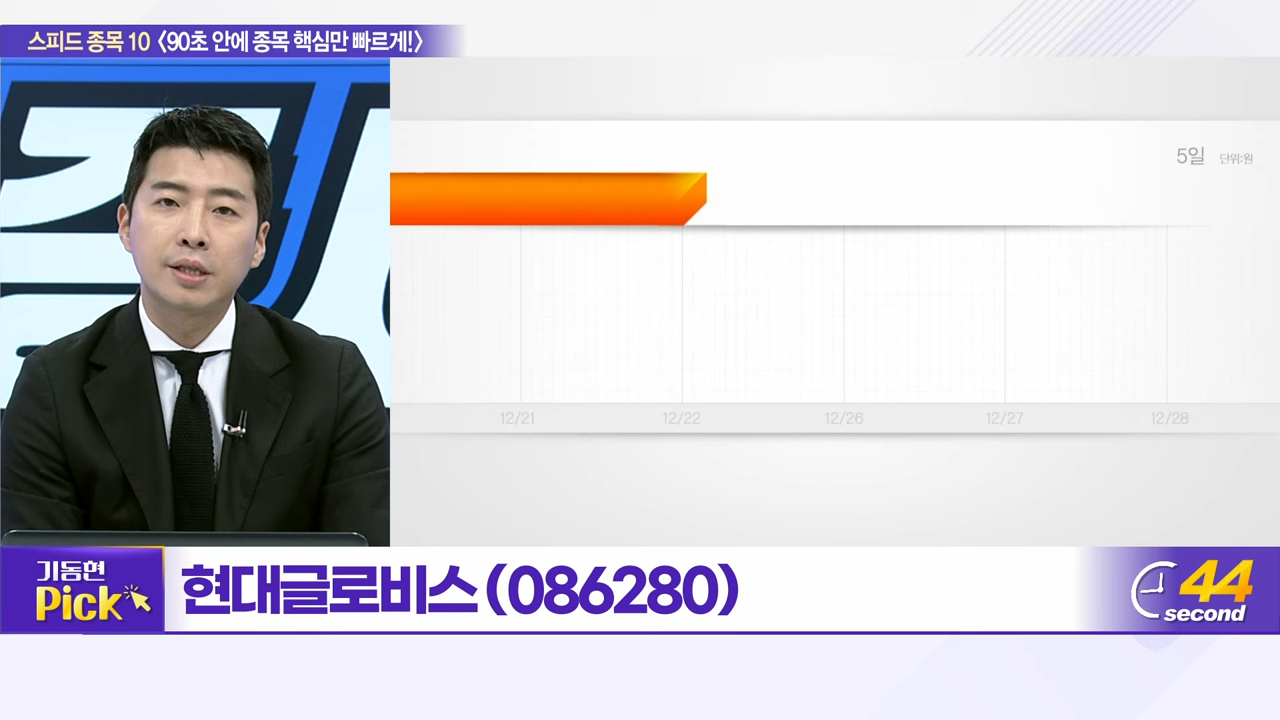 스피드 종목 10 〈90초 안에 종목 핵심만 빠르게!〉
5일 단위:원
12/21 12/22 12/26 12/27 12/28
기동현
Pick
현대글로비스(086280)
44
second